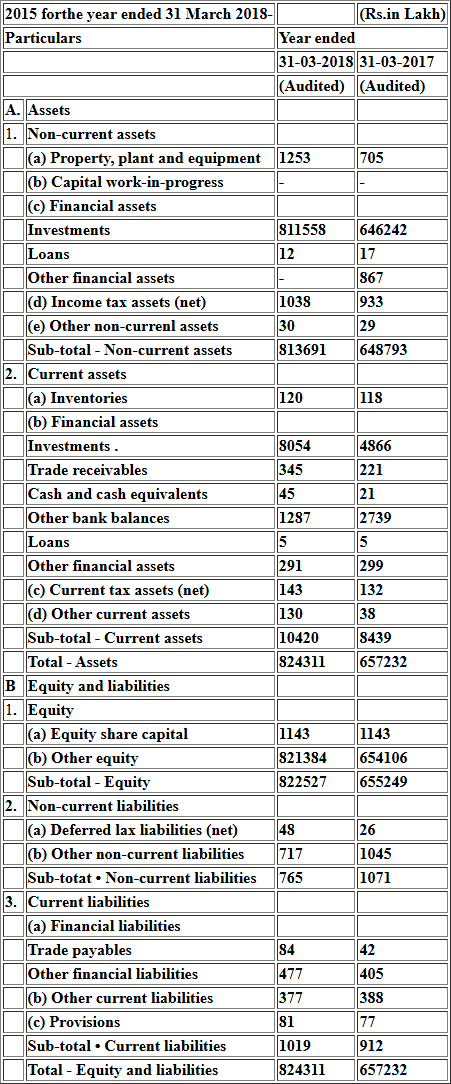 2015 forthe year ended 31 March 2018- (Rs.in Lakh)
Particulars Year ended
31-03-2018 31-03-2017
(Audited) (Audited)
A. Assets
1. Non-current assets
(a) Property, plant and equipment 1253 705
(b) Capital work-in-progress - -
(c) Financial assets
Investments 811558 646242
Loans 12 17
Other financial assets - 867
(d) Income tax assets (net) 1038 933
(e) Other non-currenl assets 30 29
Sub-total - Non-current assets 813691 648793
2. Current assets
(a) Inventories 120 118
(b) Financial assets
Investments . 8054 4866
Trade receivables 345 221
Cash and cash equivalents 45 21
Other bank balances 1287 2739
Loans 5 5
Other financial assets 291 299
(c) Current tax assets (net) 143 132
(d) Other current assets 130 38
Sub-total - Current assets 10420 8439
Total - Assets 824311 657232
B Equity and liabilities
1. Equity
(a) Equity share capital 1143 1143
(b) Other equity 821384 654106
Sub-total - Equity 822527 655249
2. Non-current liabilities
(a) Deferred lax liabilities (net) 48 26
(b) Other non-current liabilities 717 1045
Sub-totat • Non-current liabilities 765 1071
3. Current liabilities
(a) Financial liabilities
Trade payables 84 42
Other financial liabilities 477 405
(b) Other current liabilities 377 388
(c) Provisions 81 77
Sub-total • Current liabilities 1019 912
Total - Equity and liabilities 824311 657232